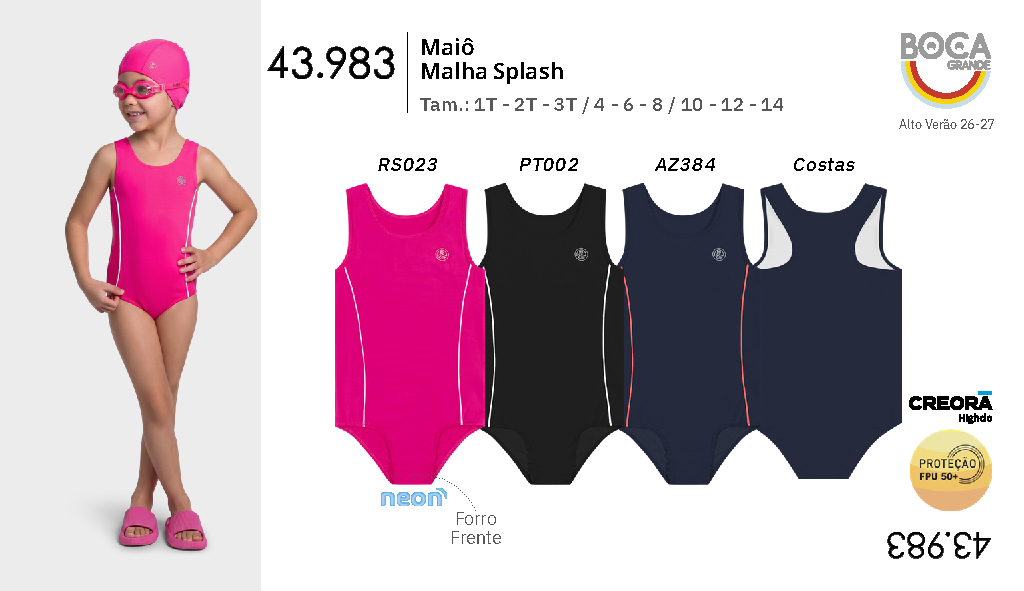 43.983
Maiô
Malha Splash
Tam.: 1T - 2T - 3T / 4 - 6 - 8 / 10 - 12 - 14
BOCA
GRANDE
Alto Verão 26-27
RS023
PT002
AZ384
Costas
neon
Forro
Frente
CREORA
Highclo
PROTEÇÃO
FPU 50+
43.983